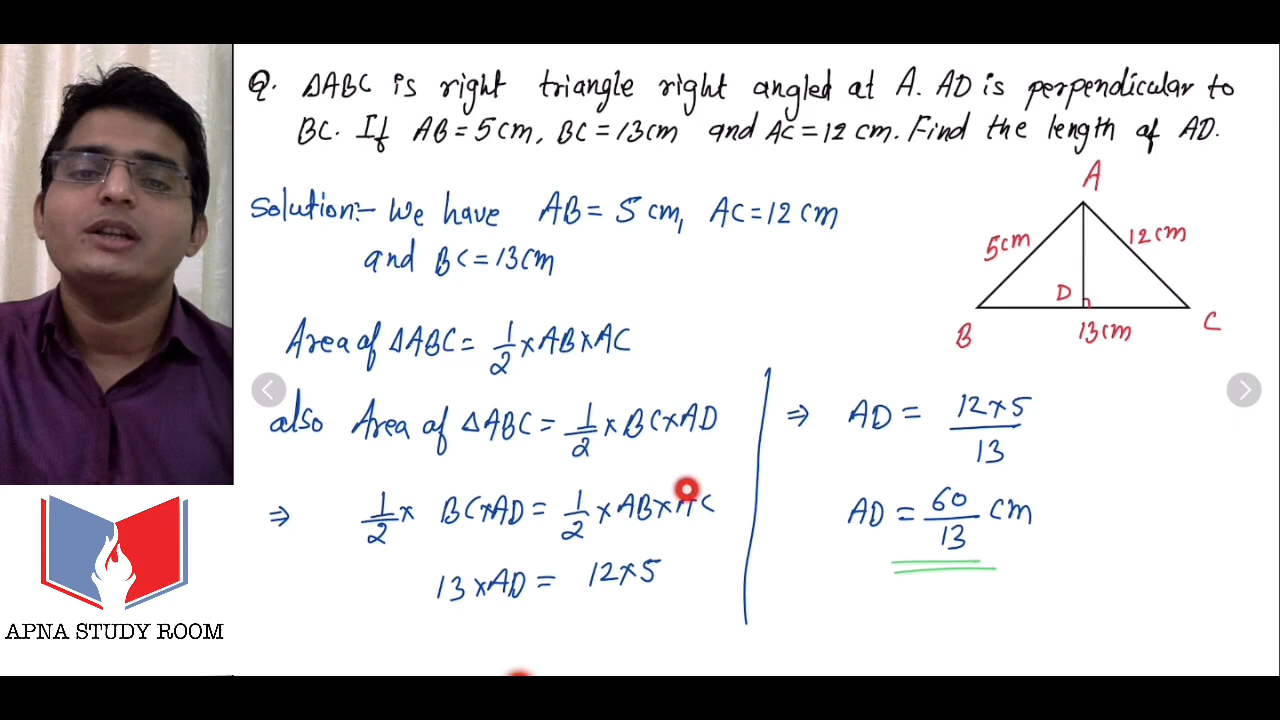 Q. ΔABC is right triangle right angled at A. AD is perpendicular to
BC. If AB = 5cm, BC = 13cm and AC = 12 cm. Find the length of AD.
Solution:- We have AB = 5 cm, AC = 12 cm
and BC = 13cm
A
5cm
12cm
D
B
13cm
C
Area of ΔABC = 1/2 × AB × AC
also Area of ΔABC = 1/2 × BC × AD
⇒ 1/2 × BC × AD = 1/2 × AB × AC
13 × AD = 12 × 5
⇒ AD = 12 × 5 / 13
AD = 60/13 cm
APNA STUDY ROOM